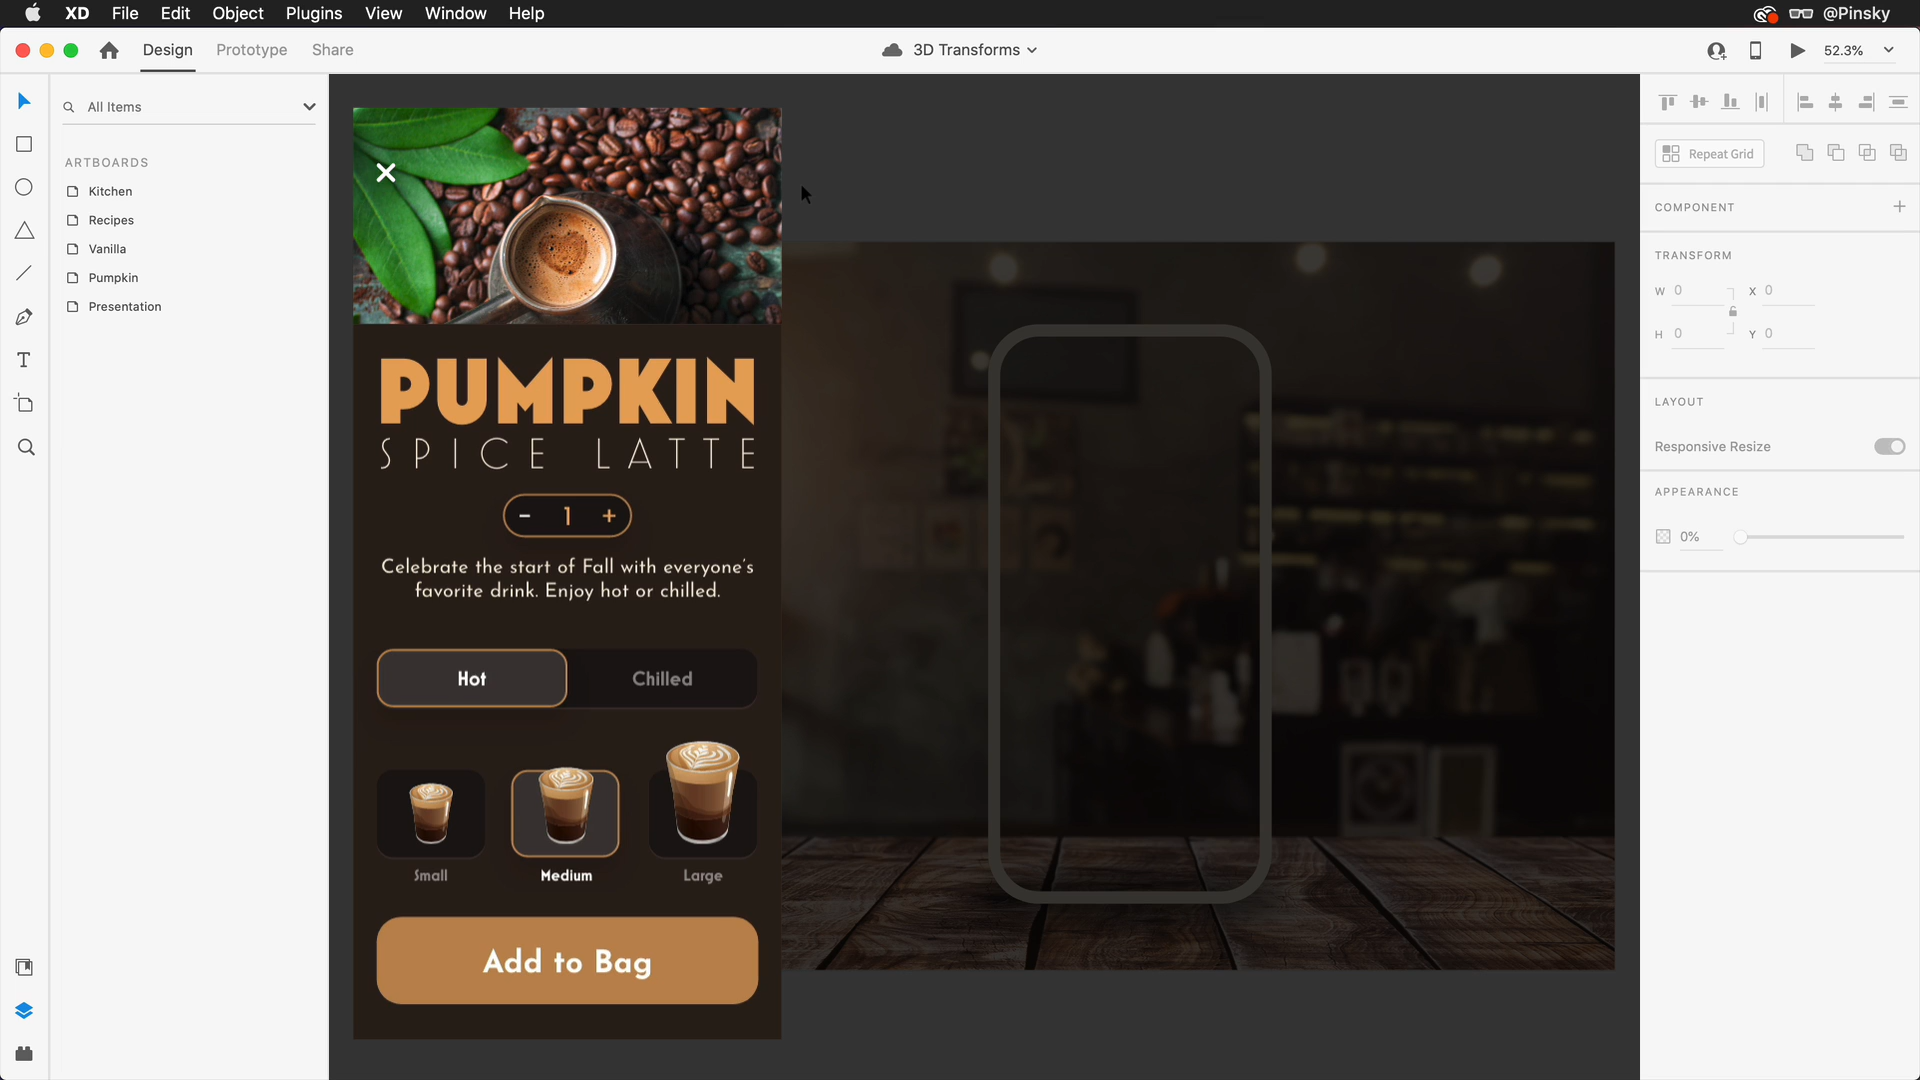 XD File Edit Object Plugins View Window Help @Pinsky
Design Prototype Share 3D Transforms 52.3%
All Items
ARTBOARDS
Kitchen
Recipes
Vanilla
Pumpkin
Presentation
PUMPKIN
SPICE LATTE
− 1 +
Celebrate the start of Fall with everyone's
favorite drink. Enjoy hot or chilled.
Hot Chilled
Small Medium Large
Add to Bag
Repeat Grid
COMPONENT
TRANSFORM
W 0 X 0
H 0 Y 0
LAYOUT
Responsive Resize
APPEARANCE
0%